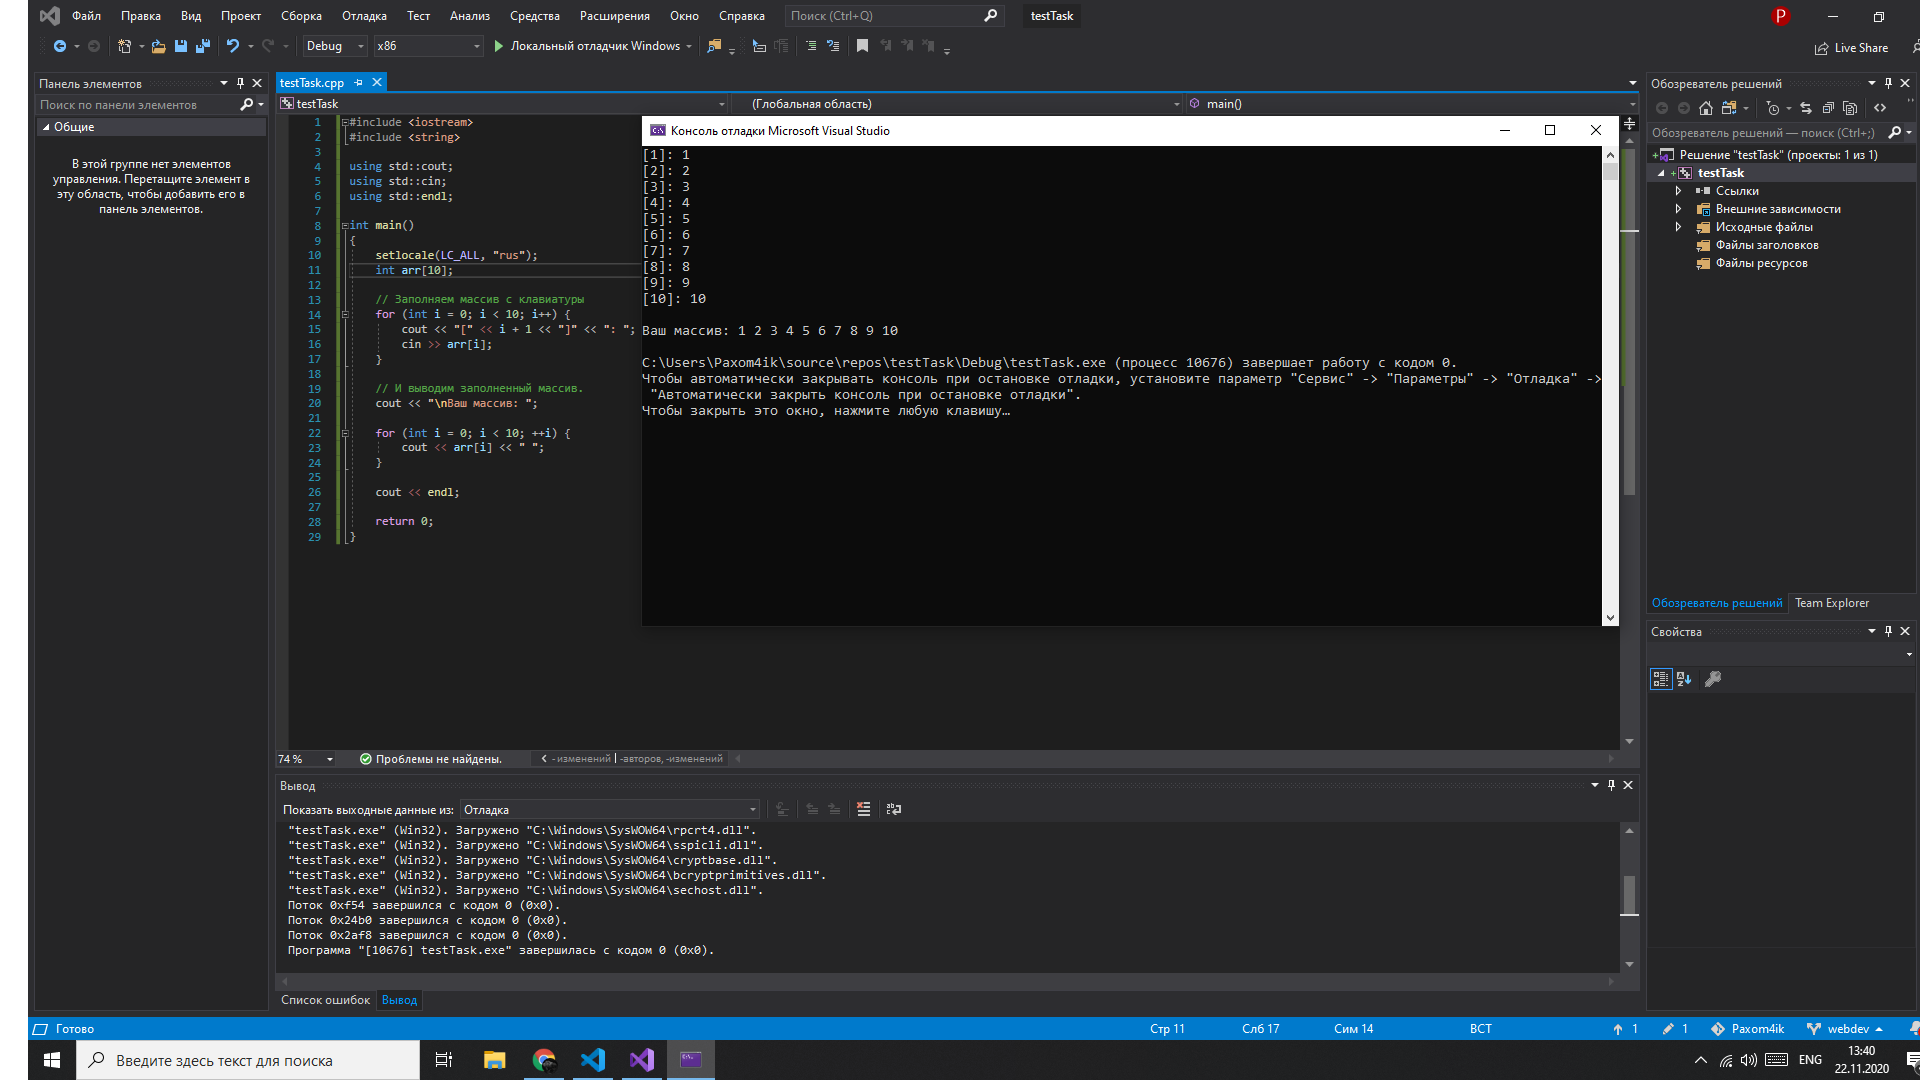 Файл Правка Вид Проект Сборка Отладка Тест Анализ Средства Расширения Окно Справка Поиск (Ctrl+Q) testTask P
Debug x86 Локальный отладчик Windows Live Share
Панель элементов
Поиск по панели элементов
Общие
В этой группе нет элементов
управления. Перетащите элемент в
эту область, чтобы добавить его в
панель элементов.
testTask.cpp
testTask (Глобальная область) main()
1 #include <iostream>
2 #include <string>
3
4 using std::cout;
5 using std::cin;
6 using std::endl;
7
8 int main()
9 {
10 setlocale(LC_ALL, "rus");
11 int arr[10];
12
13 // Заполняем массив с клавиатуры
14 for (int i = 0; i < 10; i++) {
15 cout << "[" << i + 1 << "]" << ": ";
16 cin >> arr[i];
17 }
18
19 // И выводим заполненный массив.
20 cout << "\nВаш массив: ";
21
22 for (int i = 0; i < 10; ++i) {
23 cout << arr[i] << " ";
24 }
25
26 cout << endl;
27
28 return 0;
29 }
Консоль отладки Microsoft Visual Studio
[1]: 1
[2]: 2
[3]: 3
[4]: 4
[5]: 5
[6]: 6
[7]: 7
[8]: 8
[9]: 9
[10]: 10
Ваш массив: 1 2 3 4 5 6 7 8 9 10
C:\Users\Paxom4ik\source\repos\testTask\Debug\testTask.exe (процесс 10676) завершает работу с кодом 0.
Чтобы автоматически закрывать консоль при остановке отладки, установите параметр "Сервис" -> "Параметры" -> "Отладка" ->
"Автоматически закрыть консоль при остановке отладки".
Чтобы закрыть это окно, нажмите любую клавишу…
Обозреватель решений
Обозреватель решений — поиск (Ctrl+;)
Решение "testTask" (проекты: 1 из 1)
testTask
Ссылки
Внешние зависимости
Исходные файлы
Файлы заголовков
Файлы ресурсов
Обозреватель решений Team Explorer
Свойства
74 % Проблемы не найдены. - изменений | -авторов, -изменений
Вывод
Показать выходные данные из: Отладка
"testTask.exe" (Win32). Загружено "C:\Windows\SysWOW64\rpcrt4.dll".
"testTask.exe" (Win32). Загружено "C:\Windows\SysWOW64\sspicli.dll".
"testTask.exe" (Win32). Загружено "C:\Windows\SysWOW64\cryptbase.dll".
"testTask.exe" (Win32). Загружено "C:\Windows\SysWOW64\bcryptprimitives.dll".
"testTask.exe" (Win32). Загружено "C:\Windows\SysWOW64\sechost.dll".
Поток 0xf54 завершился с кодом 0 (0x0).
Поток 0x24b0 завершился с кодом 0 (0x0).
Поток 0x2af8 завершился с кодом 0 (0x0).
Программа "[10676] testTask.exe" завершилась с кодом 0 (0x0).
Список ошибок Вывод
Готово Стр 11 Слб 17 Сим 14 ВСТ 1 1 Paxom4ik webdev
Введите здесь текст для поиска ENG 13:40
22.11.2020